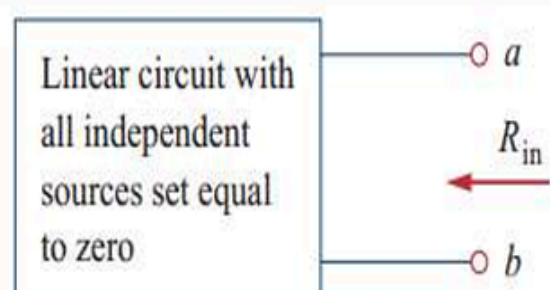 Linear circuit with
all independent
sources set equal
to zero
a
R_in
b